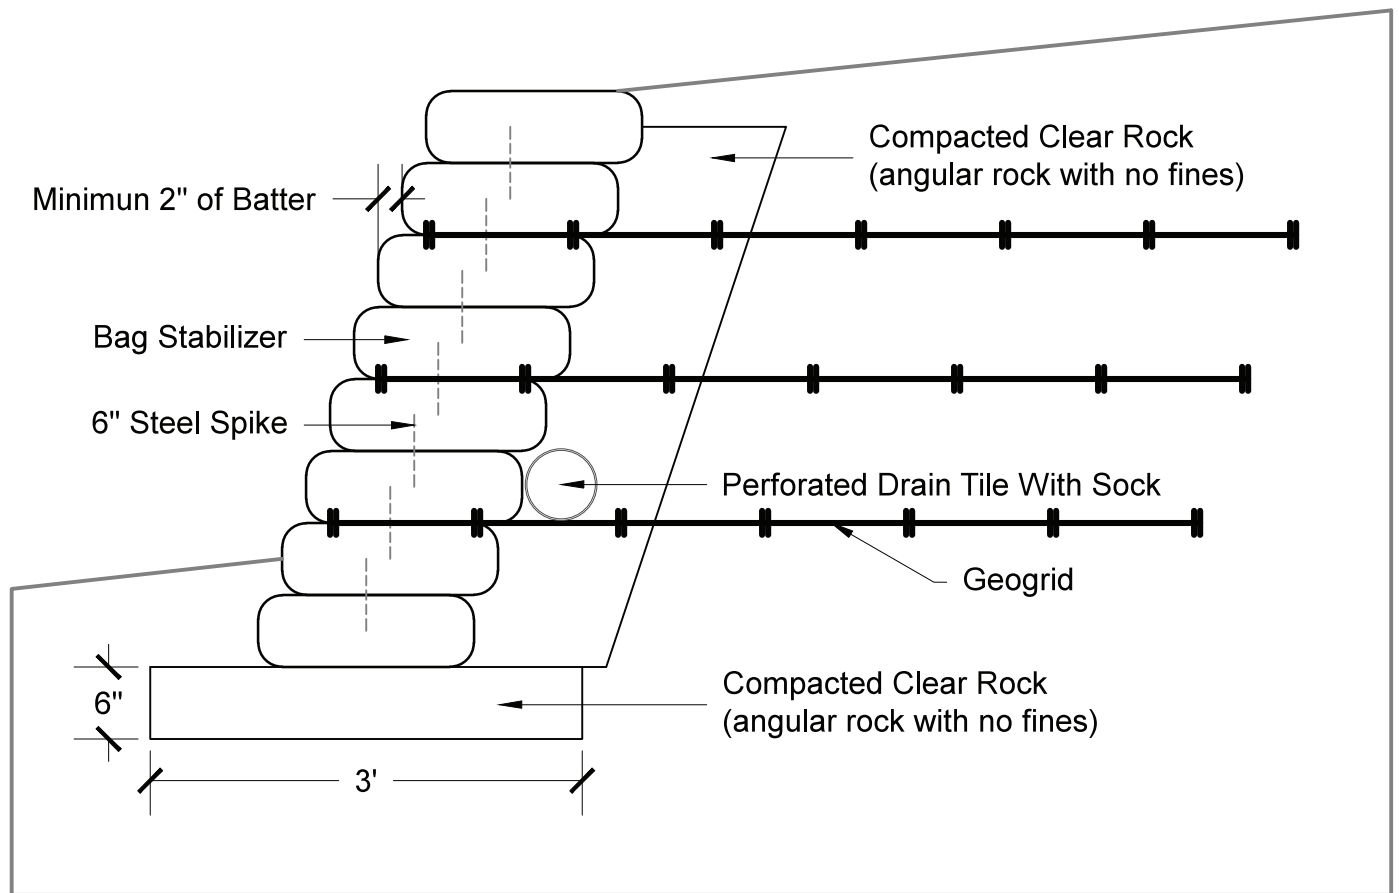 Compacted Clear Rock
(angular rock with no fines)
Minimun 2" of Batter
Bag Stabilizer
6" Steel Spike
Perforated Drain Tile With Sock
Geogrid
6"
Compacted Clear Rock
(angular rock with no fines)
3'